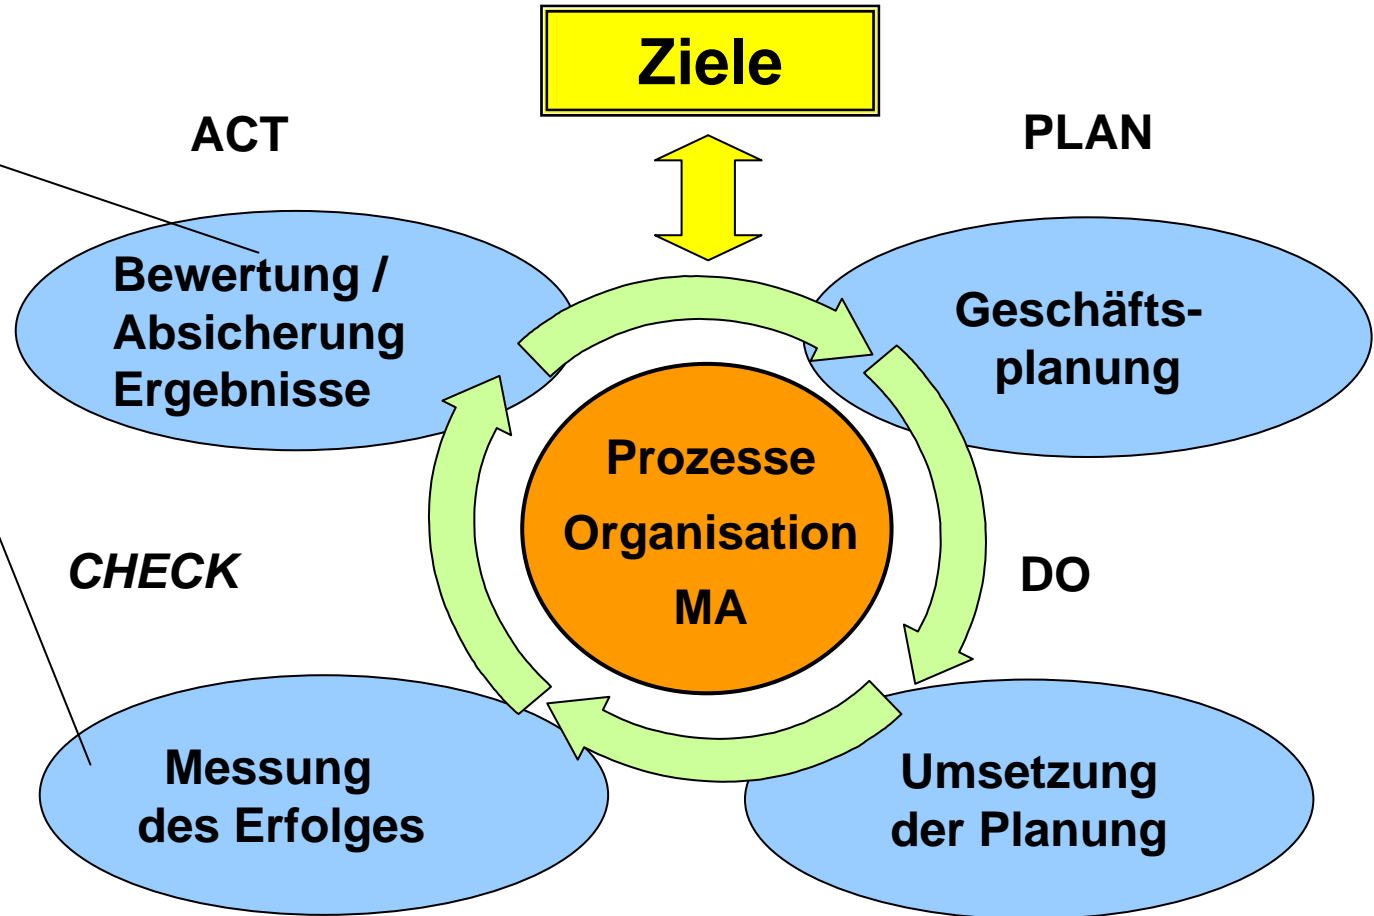 Ziele
ACT
PLAN
Bewertung /
Absicherung
Ergebnisse
Geschäfts-
planung
Prozesse
Organisation
MA
CHECK
DO
Messung
des Erfolges
Umsetzung
der Planung